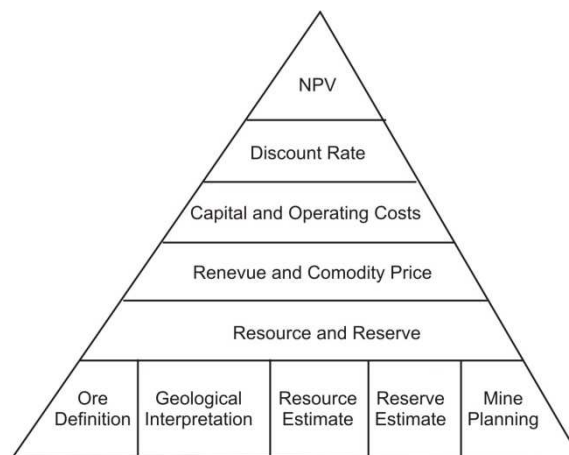 NPV
Discount Rate
Capital and Operating Costs
Renevue and Comodity Price
Resource and Reserve
Ore
Definition
Geological
Interpretation
Resource
Estimate
Reserve
Estimate
Mine
Planning